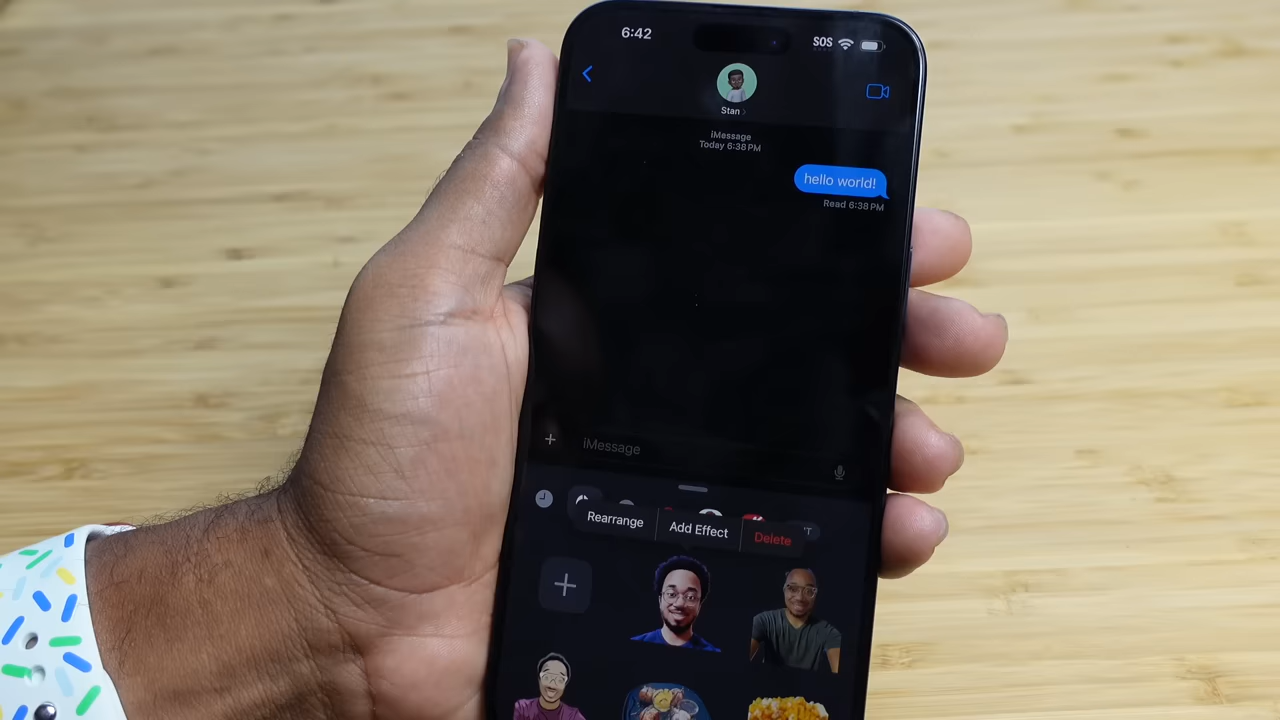 6:42
SOS
Stan
iMessage
Today 6:38 PM
hello world!
Read 6:38 PM
iMessage
Rearrange
Add Effect
Delete